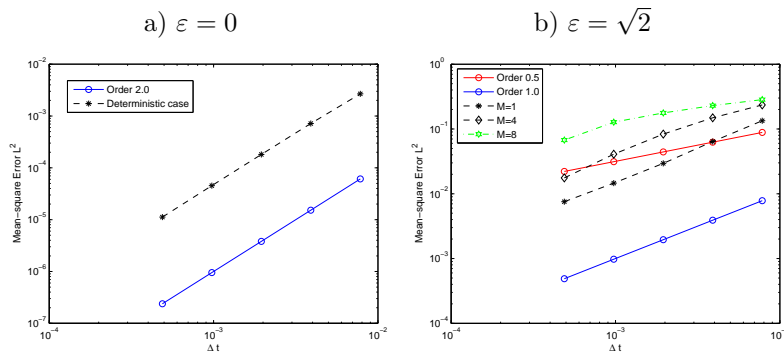 a) ε = 0
10⁻²
10⁻³
10⁻⁴
10⁻⁵
10⁻⁶
10⁻⁷
Mean−square Error L²
Order 2.0
Deterministic case
10⁻⁴
10⁻³
10⁻²
Δ t
b) ε = √2
10⁰
10⁻¹
10⁻²
10⁻³
10⁻⁴
Mean−square Error L²
Order 0.5
Order 1.0
M=1
M=4
M=8
10⁻⁴
10⁻³
10⁻²
Δ t